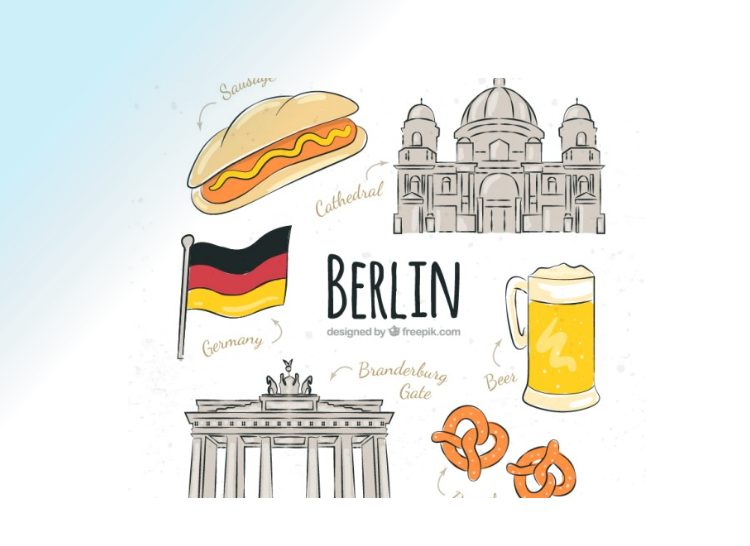 Sausage
Cathedral
BERLIN
designed by freepik.com
Germany
Branderburg
Gate
Beer